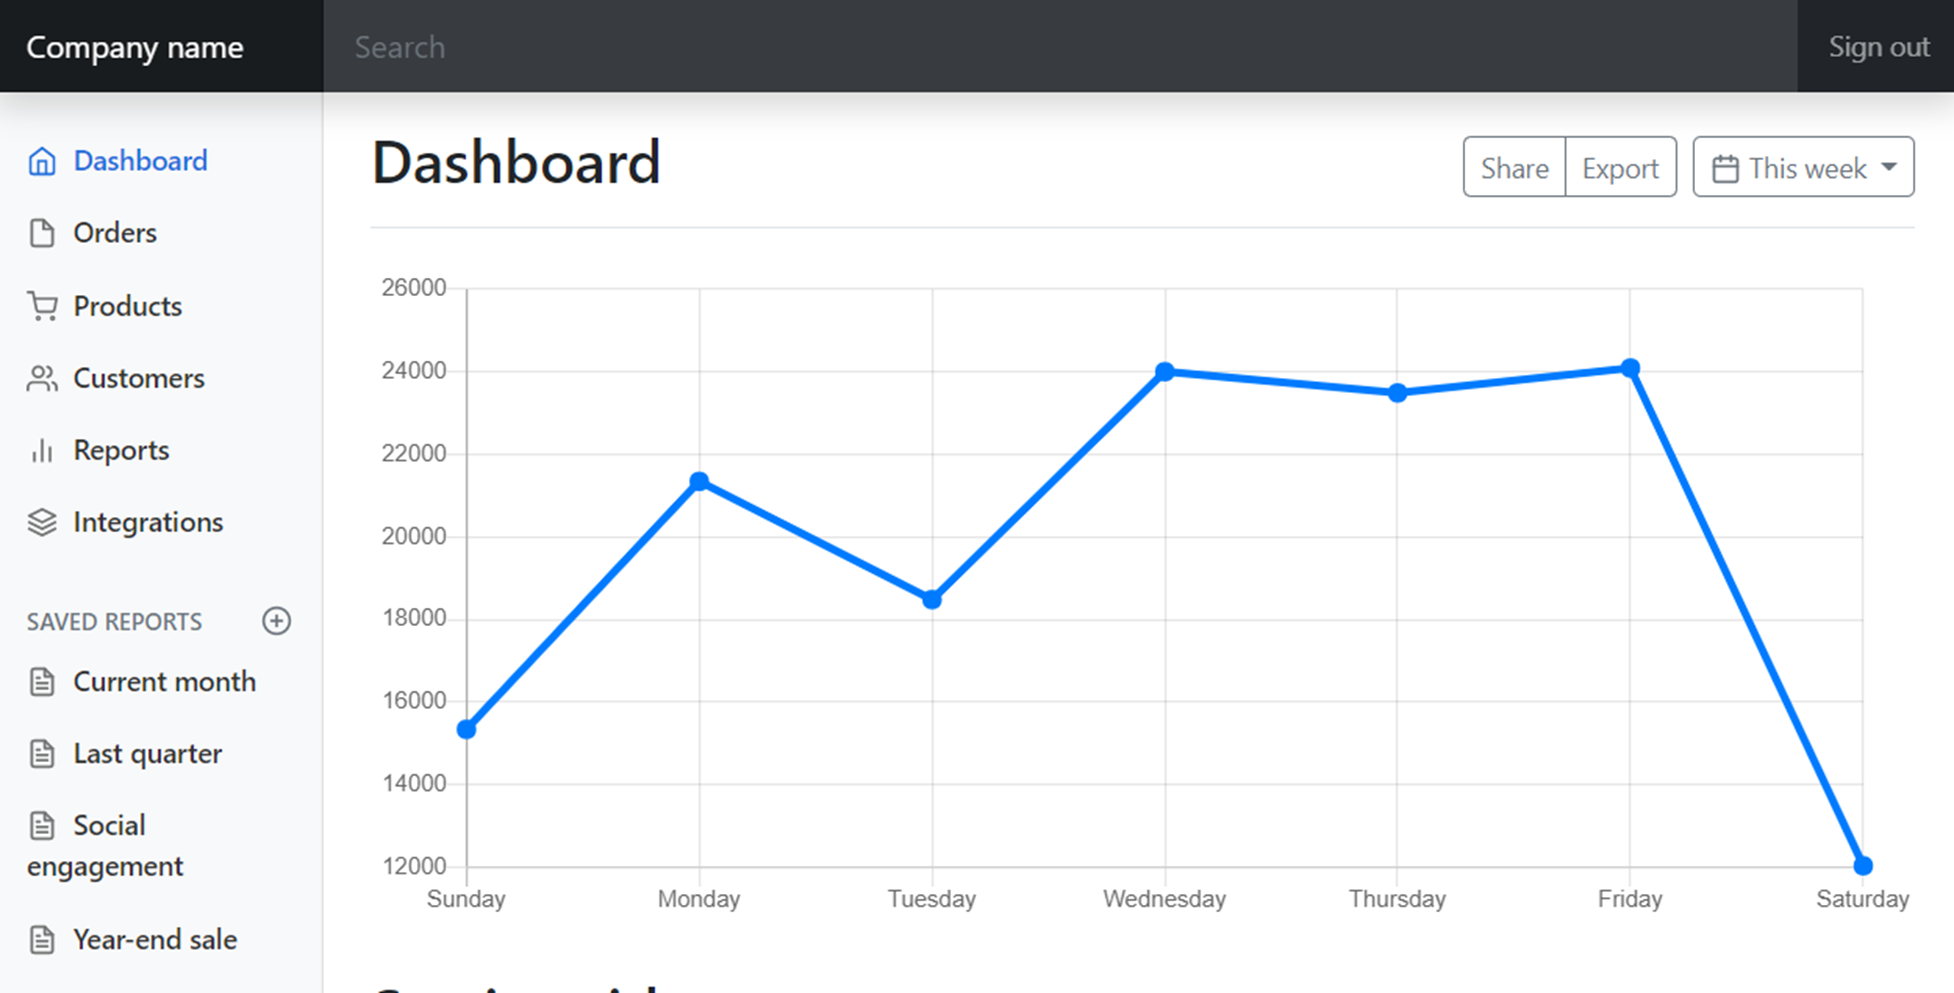 Company name
Search
Sign out
Dashboard
Orders
Products
Customers
Reports
Integrations
SAVED REPORTS
Current month
Last quarter
Social
engagement
Year-end sale
Dashboard
Share
Export
This week
26000
24000
22000
20000
18000
16000
14000
12000
Sunday
Monday
Tuesday
Wednesday
Thursday
Friday
Saturday